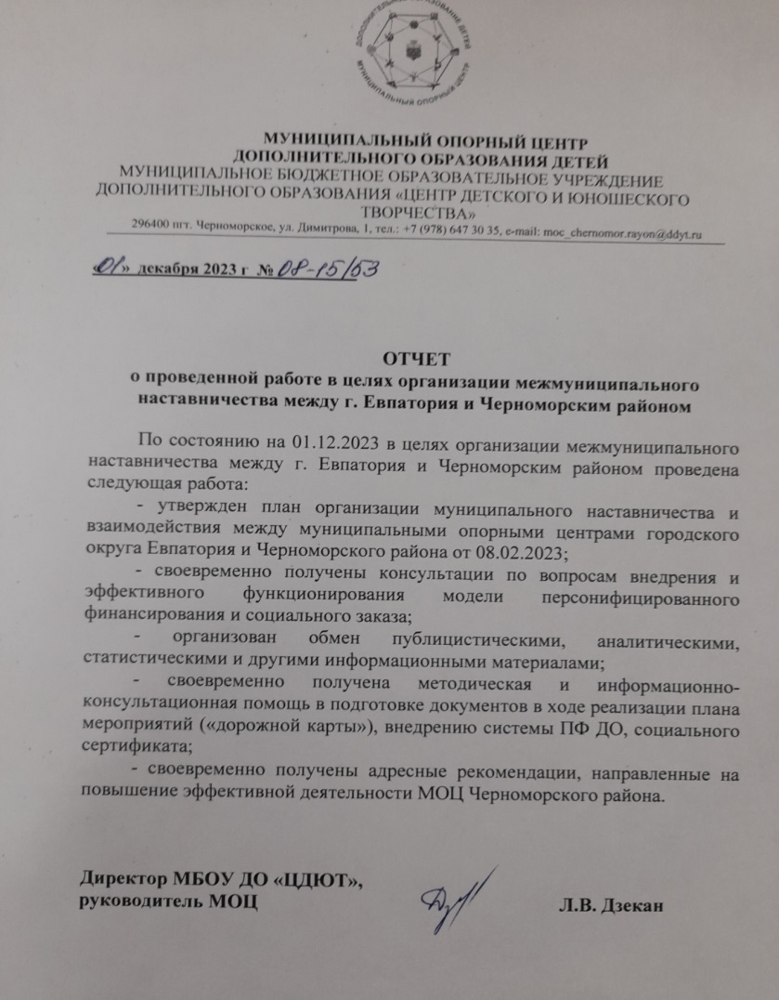 ДОПОЛНИТЕЛЬНОЕ ОБРАЗОВАНИЕ ДЕТЕЙ
МУНИЦИПАЛЬНЫЙ ОПОРНЫЙ ЦЕНТР
МУНИЦИПАЛЬНЫЙ ОПОРНЫЙ ЦЕНТР
ДОПОЛНИТЕЛЬНОГО ОБРАЗОВАНИЯ ДЕТЕЙ
МУНИЦИПАЛЬНОЕ БЮДЖЕТНОЕ ОБРАЗОВАТЕЛЬНОЕ УЧРЕЖДЕНИЕ
ДОПОЛНИТЕЛЬНОГО ОБРАЗОВАНИЯ «ЦЕНТР ДЕТСКОГО И ЮНОШЕСКОГО
ТВОРЧЕСТВА»
296400 пгт. Черноморское, ул. Димитрова, 1, тел.: +7 (978) 647 30 35, e-mail: moc_chernomor.rayon@ddyt.ru
«01» декабря 2023 г № 08-15/53
ОТЧЕТ
о проведенной работе в целях организации межмуниципального
наставничества между г. Евпатория и Черноморским районом
По состоянию на 01.12.2023 в целях организации межмуниципального
наставничества между г. Евпатория и Черноморским районом проведена
следующая работа:
- утвержден план организации муниципального наставничества и
взаимодействия между муниципальными опорными центрами городского
округа Евпатория и Черноморского района от 08.02.2023;
- своевременно получены консультации по вопросам внедрения и
эффективного функционирования модели персонифицированного
финансирования и социального заказа;
- организован обмен публицистическими, аналитическими,
статистическими и другими информационными материалами;
- своевременно получена методическая и информационно-
консультационная помощь в подготовке документов в ходе реализации плана
мероприятий («дорожной карты»), внедрению системы ПФ ДО, социального
сертификата;
- своевременно получены адресные рекомендации, направленные на
повышение эффективной деятельности МОЦ Черноморского района.
Директор МБОУ ДО «ЦДЮТ»,
руководитель МОЦ
Л.В. Дзекан